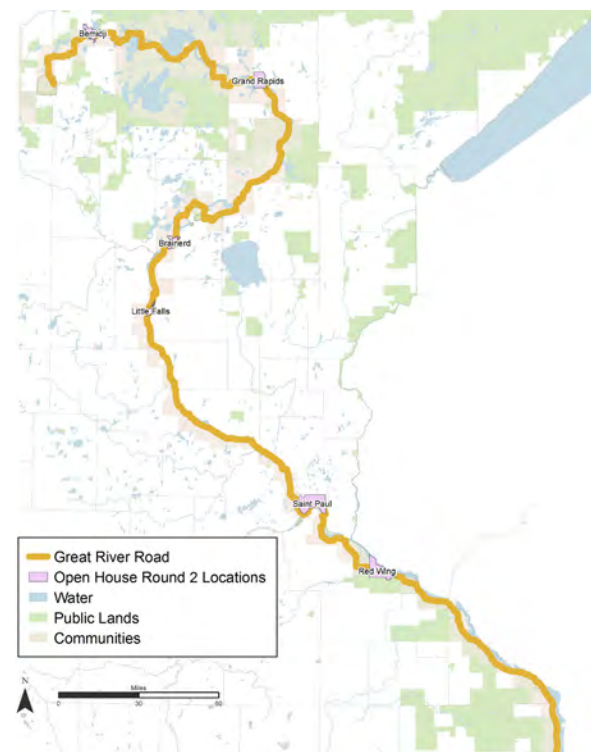 Bemidji
Grand Rapids
Brainerd
Little Falls
Saint Paul
Red Wing
Great River Road
Open House Round 2 Locations
Water
Public Lands
Communities
N
Miles
0 30 60